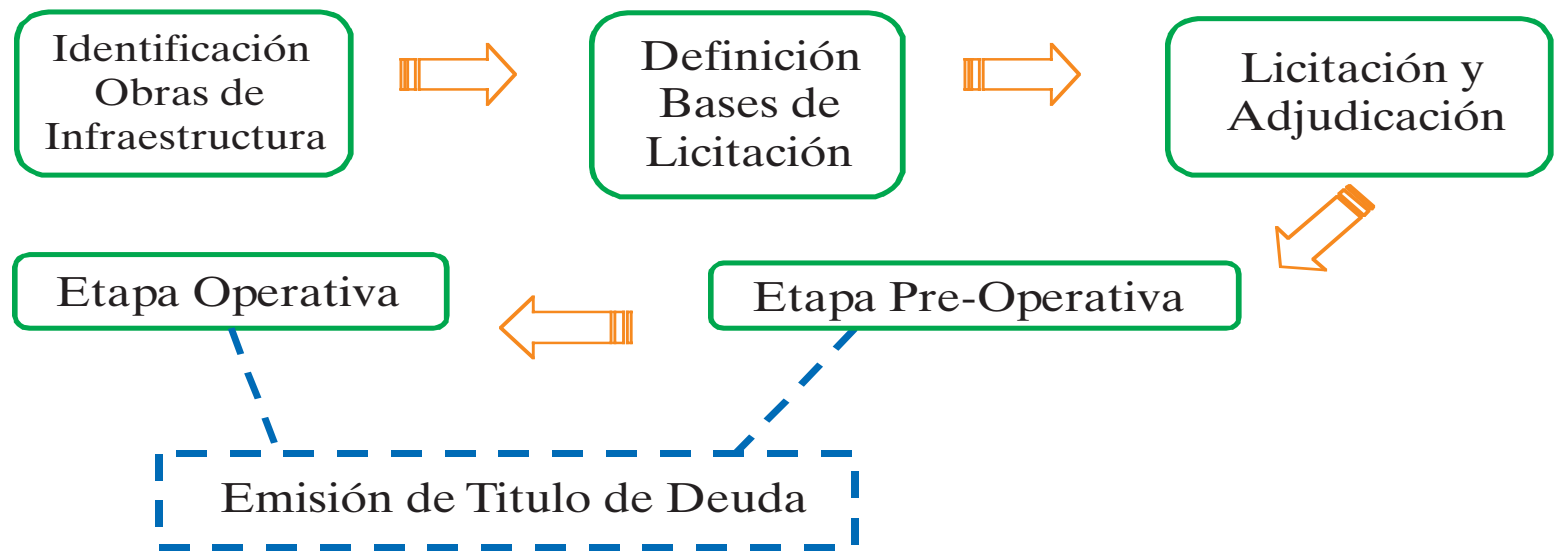 Identificación
Obras de
Infraestructura
Definición
Bases de
Licitación
Licitación y
Adjudicación
Etapa Operativa
Etapa Pre-Operativa
Emisión de Titulo de Deuda